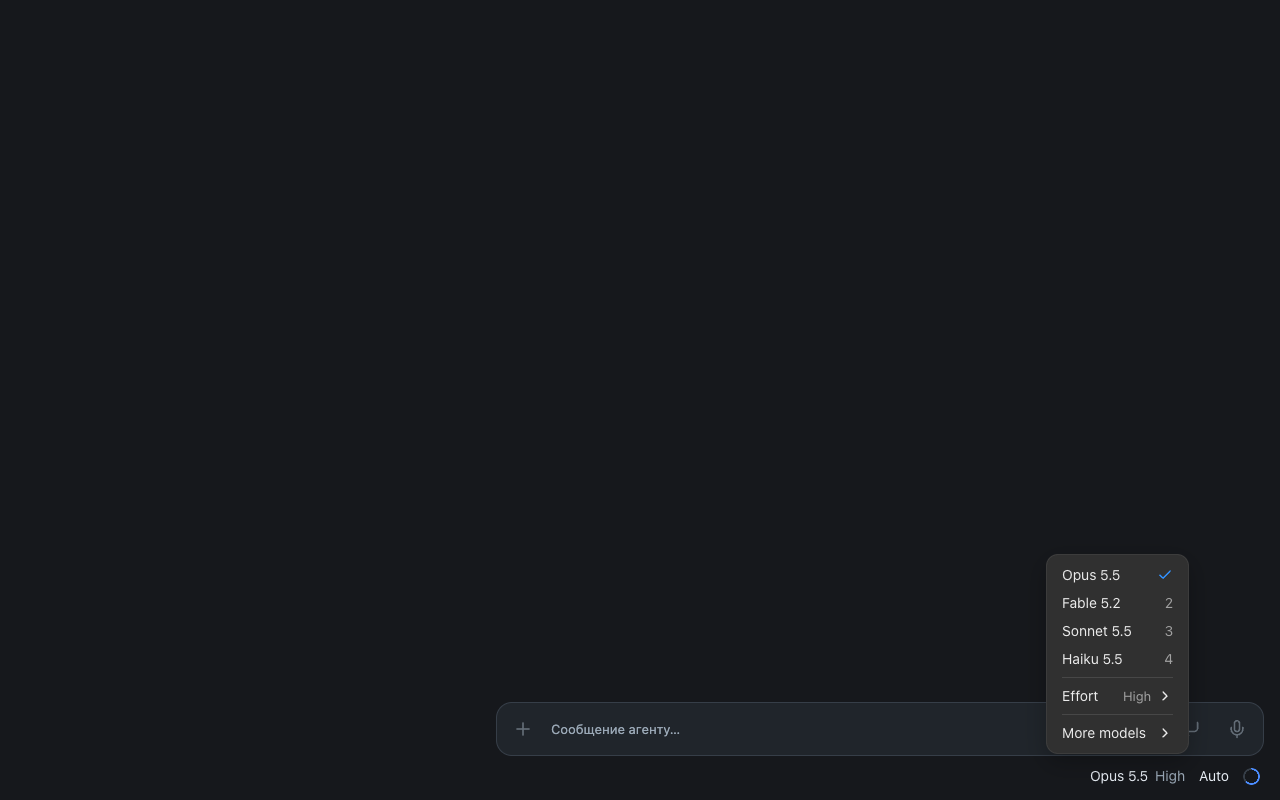 Opus 5.5
Fable 5.2 2
Sonnet 5.5 3
Haiku 5.5 4
Effort High
More models
Сообщение агенту...
Opus 5.5 High Auto